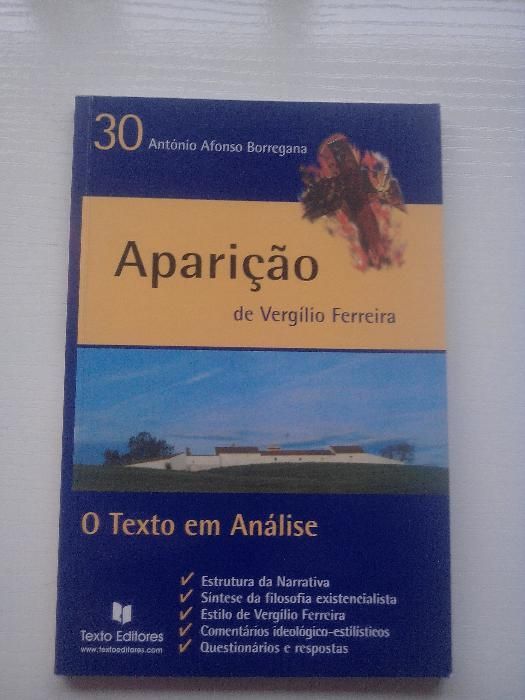 30 António Afonso Borregana
Aparição
de Vergílio Ferreira
O Texto em Análise
✓ Estrutura da Narrativa
✓ Síntese da filosofia existencialista
✓ Estilo de Vergílio Ferreira
✓ Comentários ideológico-estilísticos
✓ Questionários e respostas
Texto Editores
www.textoeditores.com